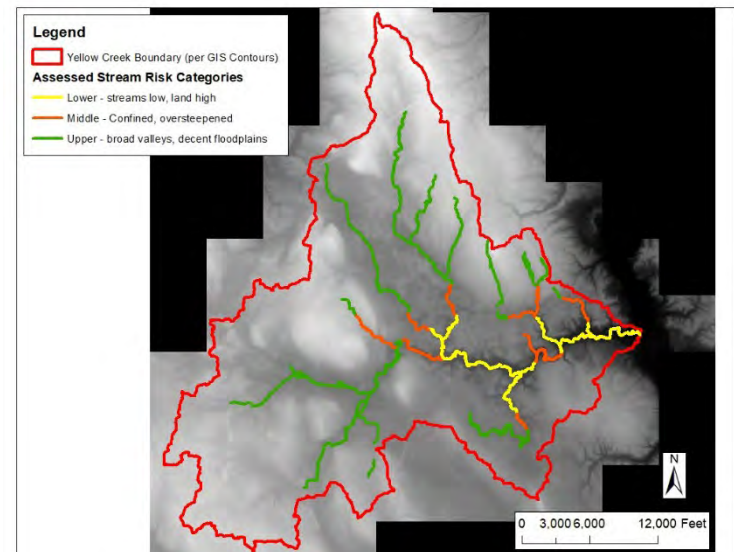 Legend
Yellow Creek Boundary (per GIS Contours)
Assessed Stream Risk Categories
Lower - streams low, land high
Middle - Confined, oversteepened
Upper - broad valleys, decent floodplains
N
0 3,000 6,000 12,000 Feet